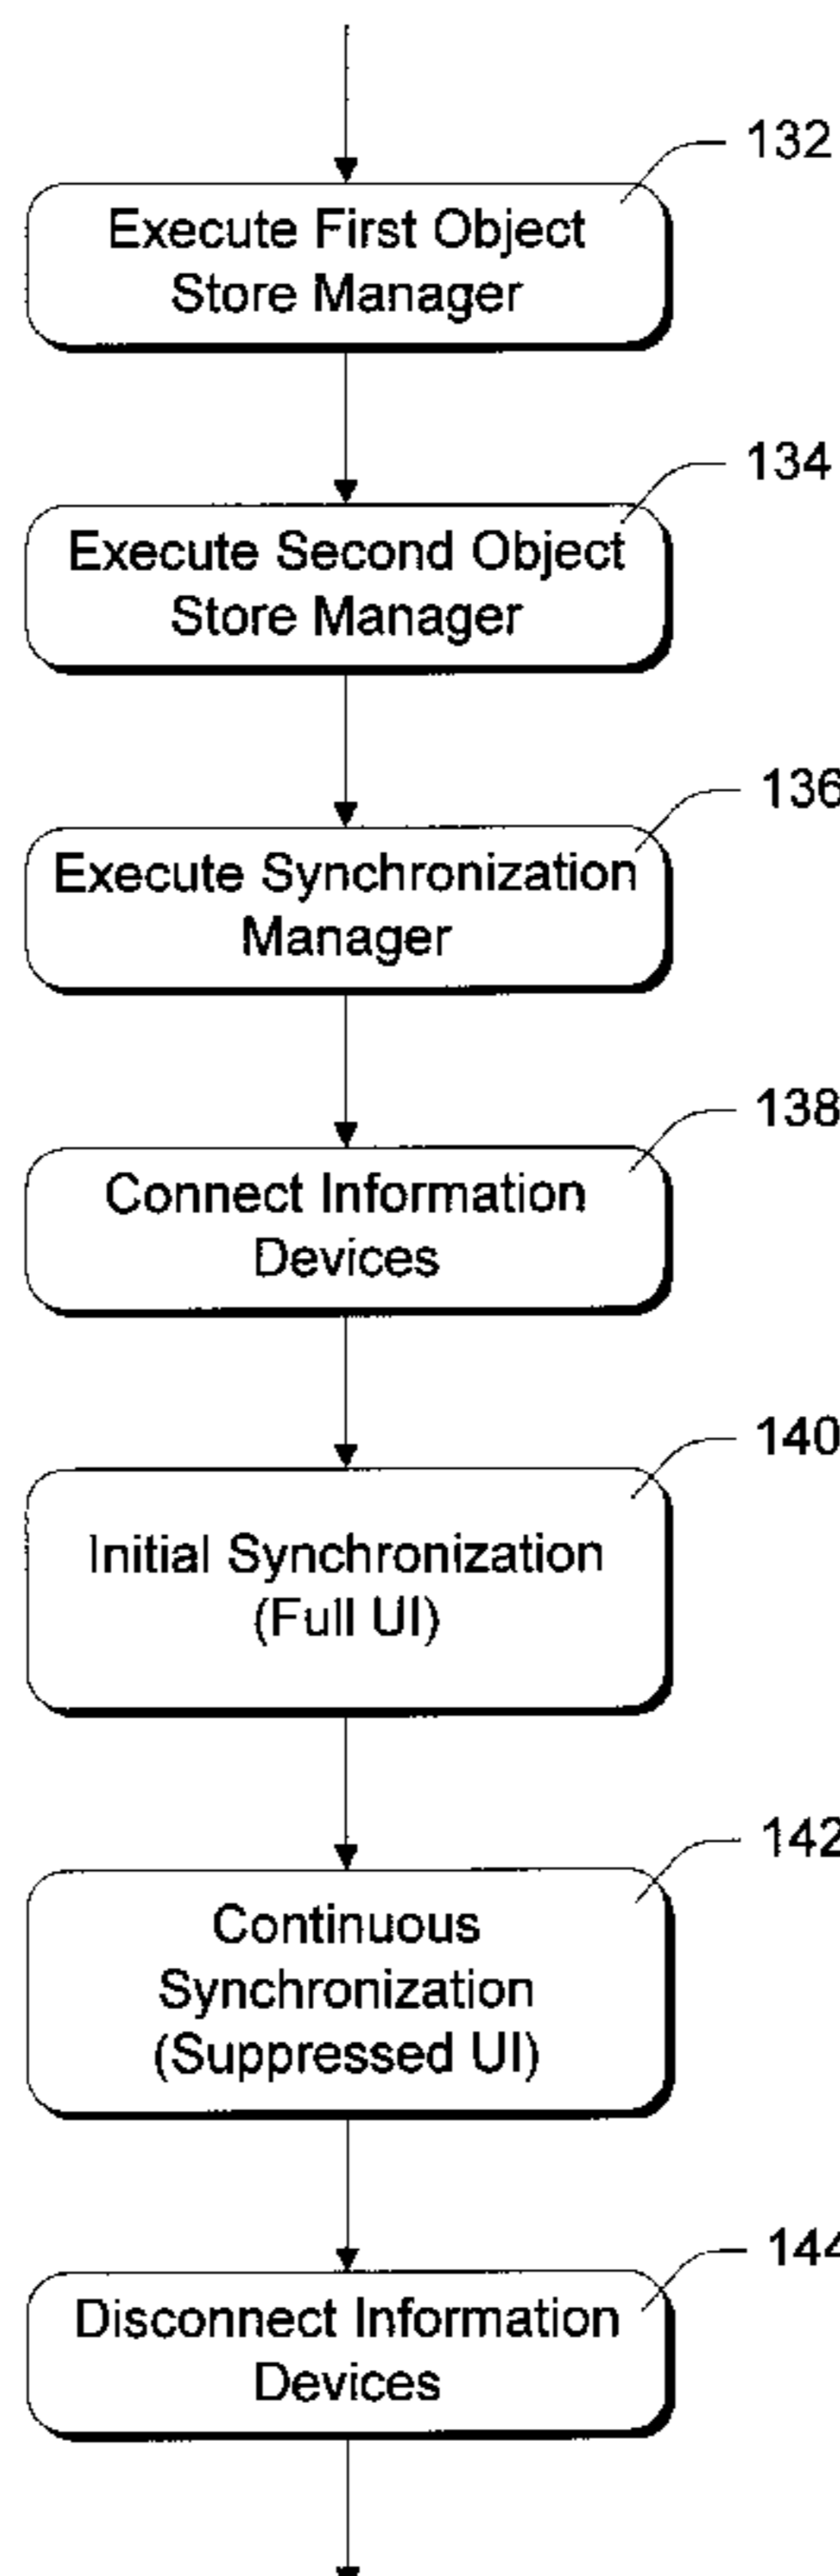 132
Execute First Object
Store Manager
134
Execute Second Object
Store Manager
136
Execute Synchronization
Manager
138
Connect Information
Devices
140
Initial Synchronization
(Full UI)
142
Continuous
Synchronization
(Suppressed UI)
144
Disconnect Information
Devices